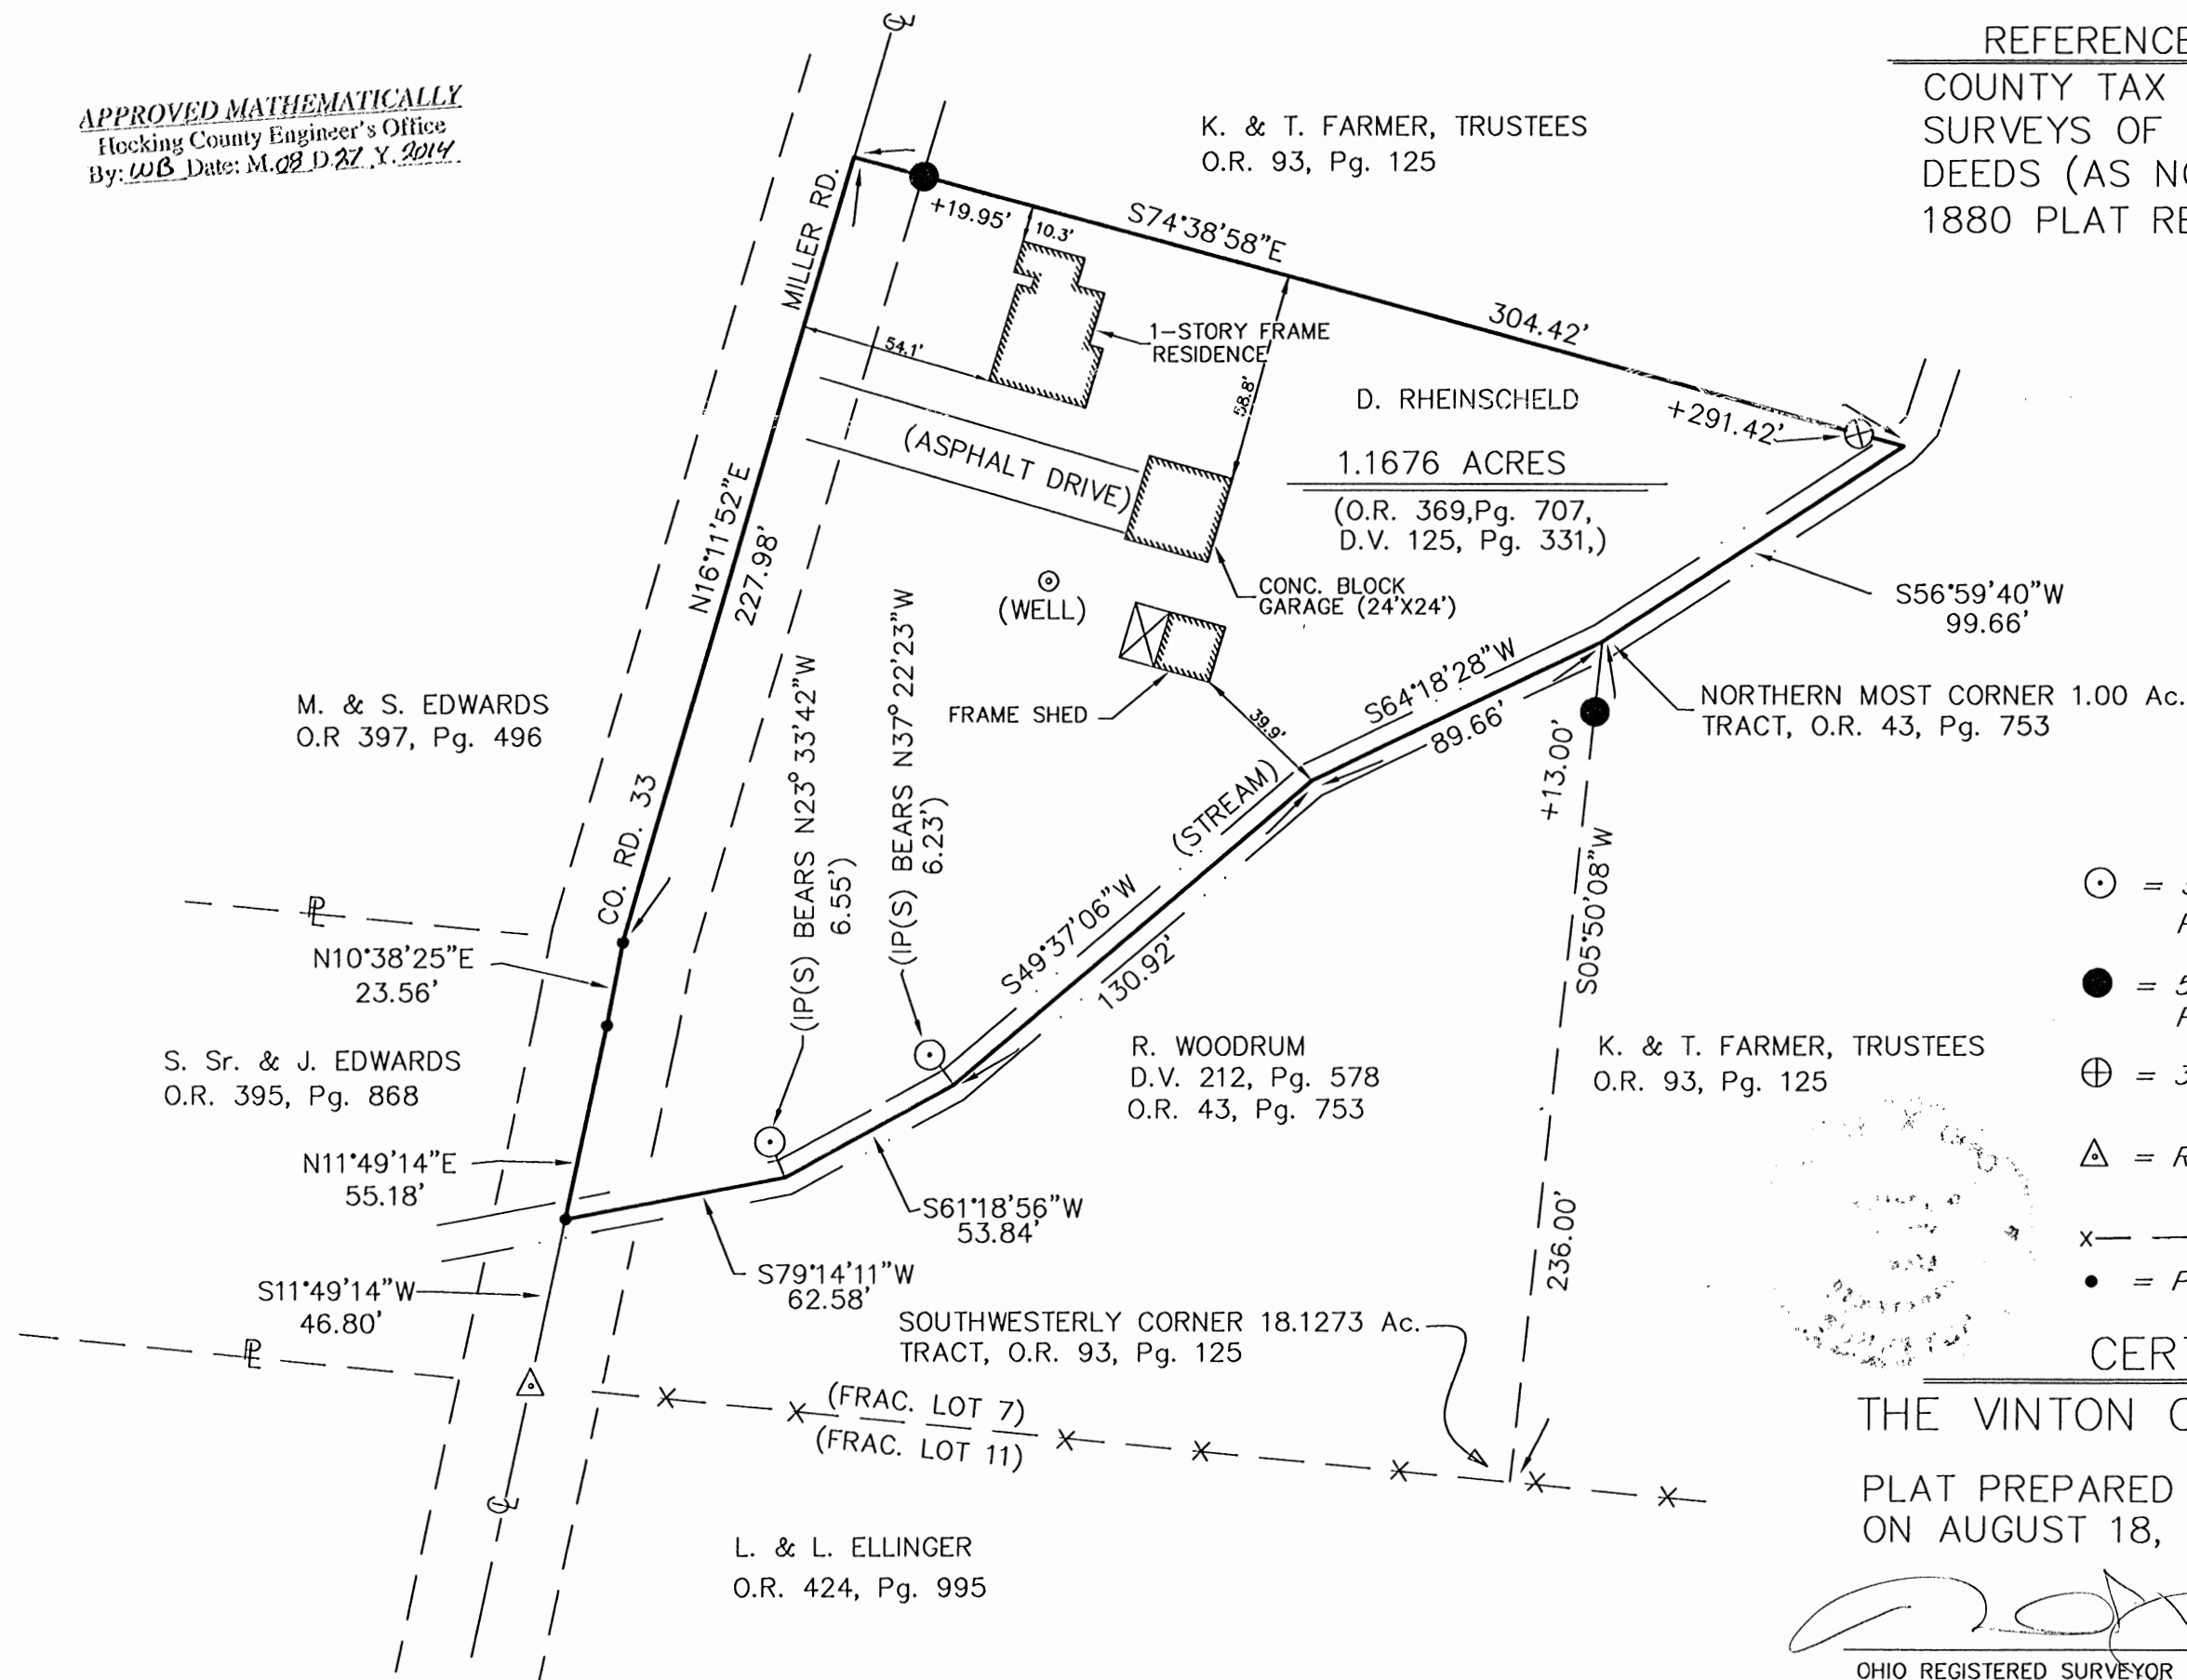 REFERENCE
COUNTY TAX
SURVEYS OF
DEEDS (AS NO
1880 PLAT RE
APPROVED MATHEMATICALLY
Hocking County Engineer's Office
By: WB Date: M.08 D.27 Y.2014
K. & T. FARMER, TRUSTEES
O.R. 93, Pg. 125
MILLER RD.
+19.95'
10.3'
S74°38'58"E
304.42'
+291.42'
1-STORY FRAME
RESIDENCE
54.1'
58.8'
D. RHEINSCHELD
1.1676 ACRES
(O.R. 369,Pg. 707,
D.V. 125, Pg. 331,)
(ASPHALT DRIVE)
N16°11'52"E
227.98'
(WELL)
CONC. BLOCK
GARAGE (24'X24')
S56°59'40"W
99.66'
FRAME SHED
39.9'
S64°18'28"W
89.66'
NORTHERN MOST CORNER 1.00 Ac.
TRACT, O.R. 43, Pg. 753
+13.00'
M. & S. EDWARDS
O.R 397, Pg. 496
CO. RD. 33
(IP(S) BEARS N23°33'42"W
6.55')
(IP(S) BEARS N37°22'23"W
6.23')
(STREAM)
S49°37'06"W
130.92'
S05°50'08"W
236.00'
PL
N10°38'25"E
23.56'
S. Sr. & J. EDWARDS
O.R. 395, Pg. 868
R. WOODRUM
D.V. 212, Pg. 578
O.R. 43, Pg. 753
K. & T. FARMER, TRUSTEES
O.R. 93, Pg. 125
N11°49'14"E
55.18'
S61°18'56"W
53.84'
S79°14'11"W
62.58'
S11°49'14"W
46.80'
PL
SOUTHWESTERLY CORNER 18.1273 Ac.
TRACT, O.R. 93, Pg. 125
(FRAC. LOT 7)
(FRAC. LOT 11)
L. & L. ELLINGER
O.R. 424, Pg. 995
= 5
= 3
= R
= P
CERT
THE VINTON C
PLAT PREPARED
ON AUGUST 18,
OHIO REGISTERED SURVEYOR